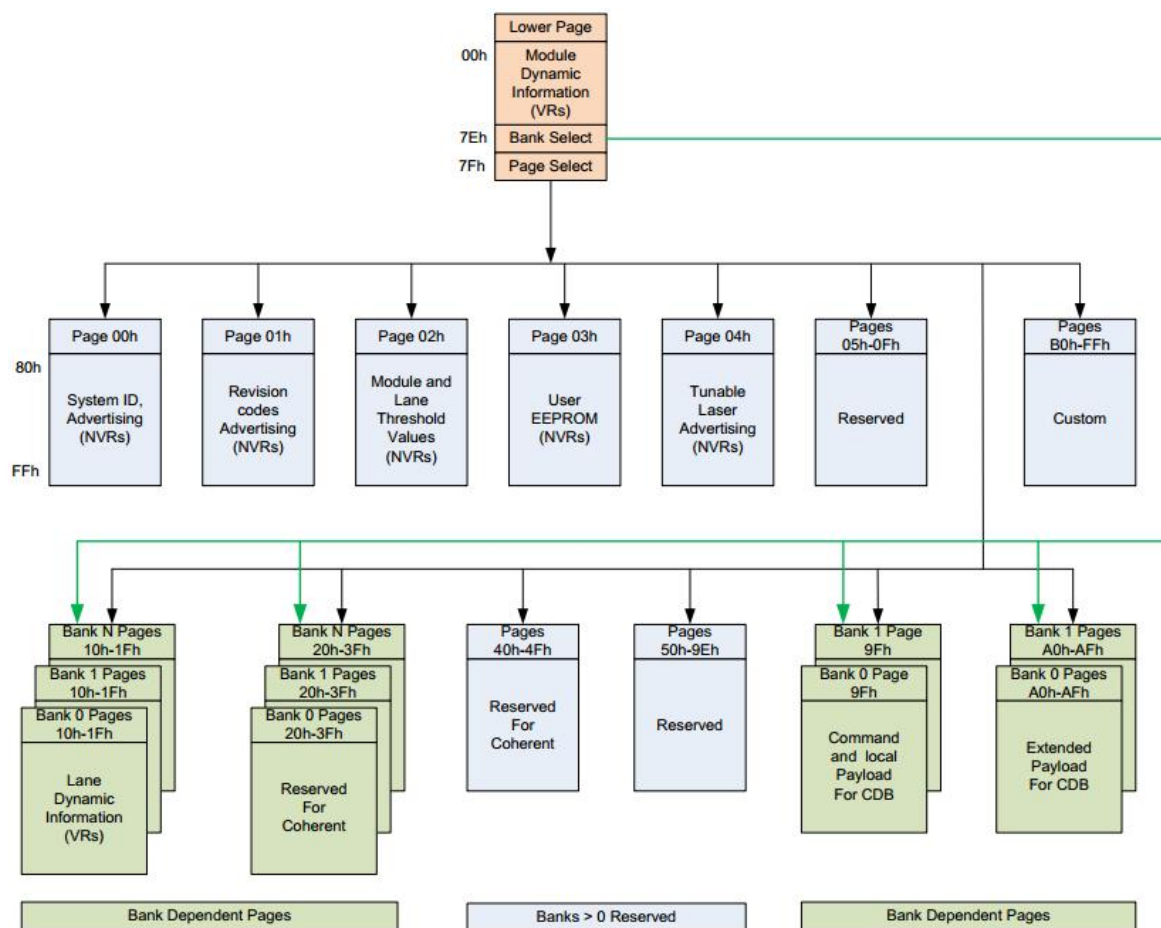 Lower Page
00h
Module
Dynamic
Information
(VRs)
7Eh
Bank Select
7Fh
Page Select
Page 00h
80h
System ID,
Advertising
(NVRs)
FFh
Page 01h
Revision
codes
Advertising
(NVRs)
Page 02h
Module and
Lane
Threshold
Values
(NVRs)
Page 03h
User
EEPROM
(NVRs)
Page 04h
Tunable
Laser
Advertising
(NVRs)
Pages
05h-0Fh
Reserved
Pages
B0h-FFh
Custom
Bank N Pages
10h-1Fh
Bank 1 Pages
10h-1Fh
Bank 0 Pages
10h-1Fh
Lane
Dynamic
Information
(VRs)
Bank N Pages
20h-3Fh
Bank 1 Pages
20h-3Fh
Bank 0 Pages
20h-3Fh
Reserved
For
Coherent
Pages
40h-4Fh
Reserved
For
Coherent
Pages
50h-9Eh
Reserved
Bank 1 Page
9Fh
Bank 0 Page
9Fh
Command
and local
Payload
For CDB
Bank 1 Pages
A0h-AFh
Bank 0 Pages
A0h-AFh
Extended
Payload
For CDB
Bank Dependent Pages
Banks > 0 Reserved
Bank Dependent Pages